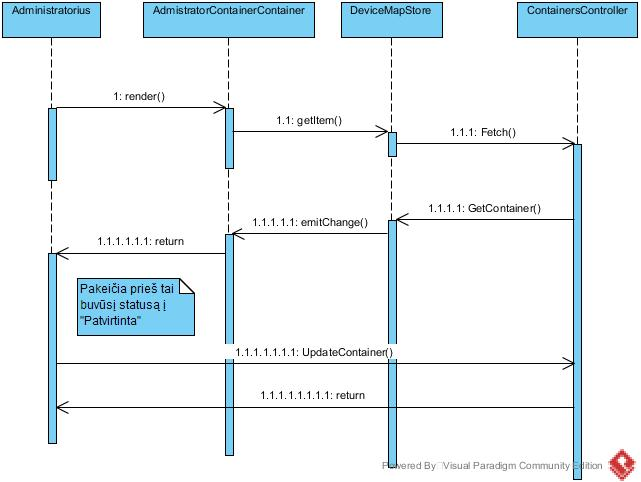 Administratorius
AdmistratorContainerContainer
DeviceMapStore
ContainersController
1: render()
1.1: getItem()
1.1.1: Fetch()
1.1.1.1: GetContainer()
1.1.1.1.1: emitChange()
1.1.1.1.1.1: return
Pakeičia prieš tai
buvūsį statusą į
"Patvirtinta"
1.1.1.1.1.1.1: UpdateContainer()
1.1.1.1.1.1.1.1: return
Powered By Visual Paradigm Community Edition